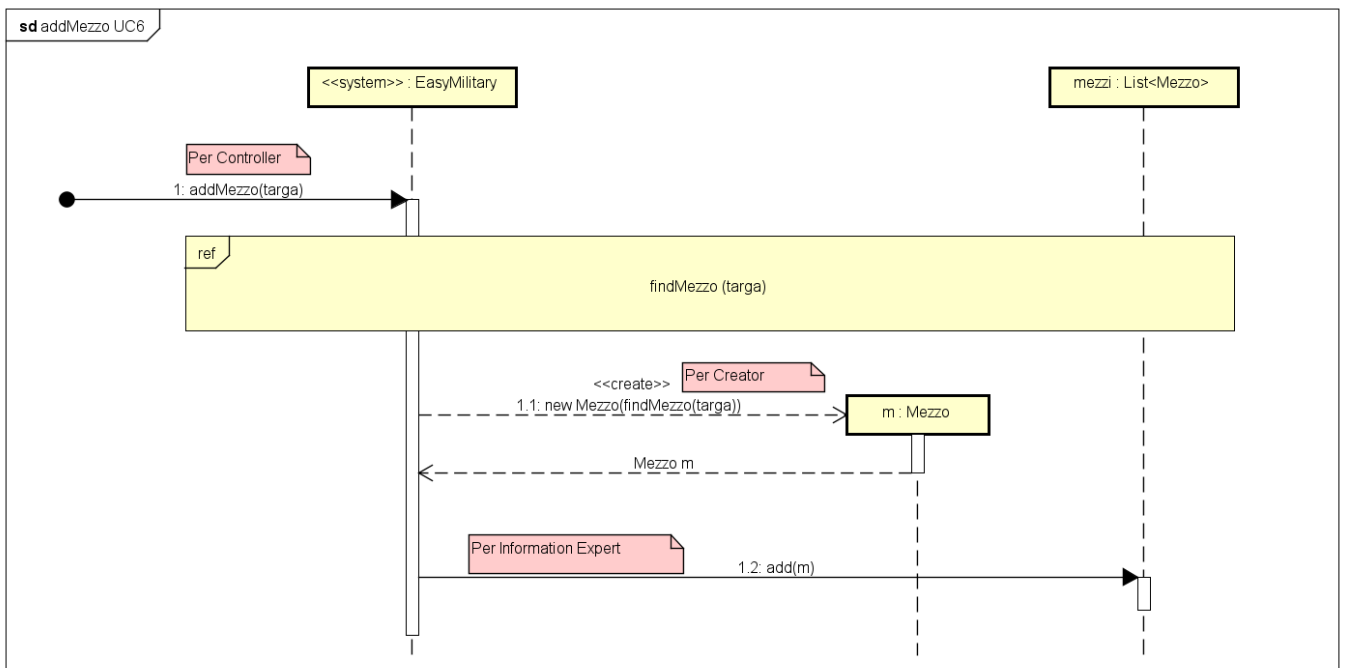 sd addMezzo UC6
<<system>> : EasyMilitary
mezzi : List<Mezzo>
Per Controller
1: addMezzo(targa)
ref
findMezzo (targa)
Per Creator
<<create>>
1.1: new Mezzo(findMezzo(targa))
m : Mezzo
Mezzo m
Per Information Expert
1.2: add(m)